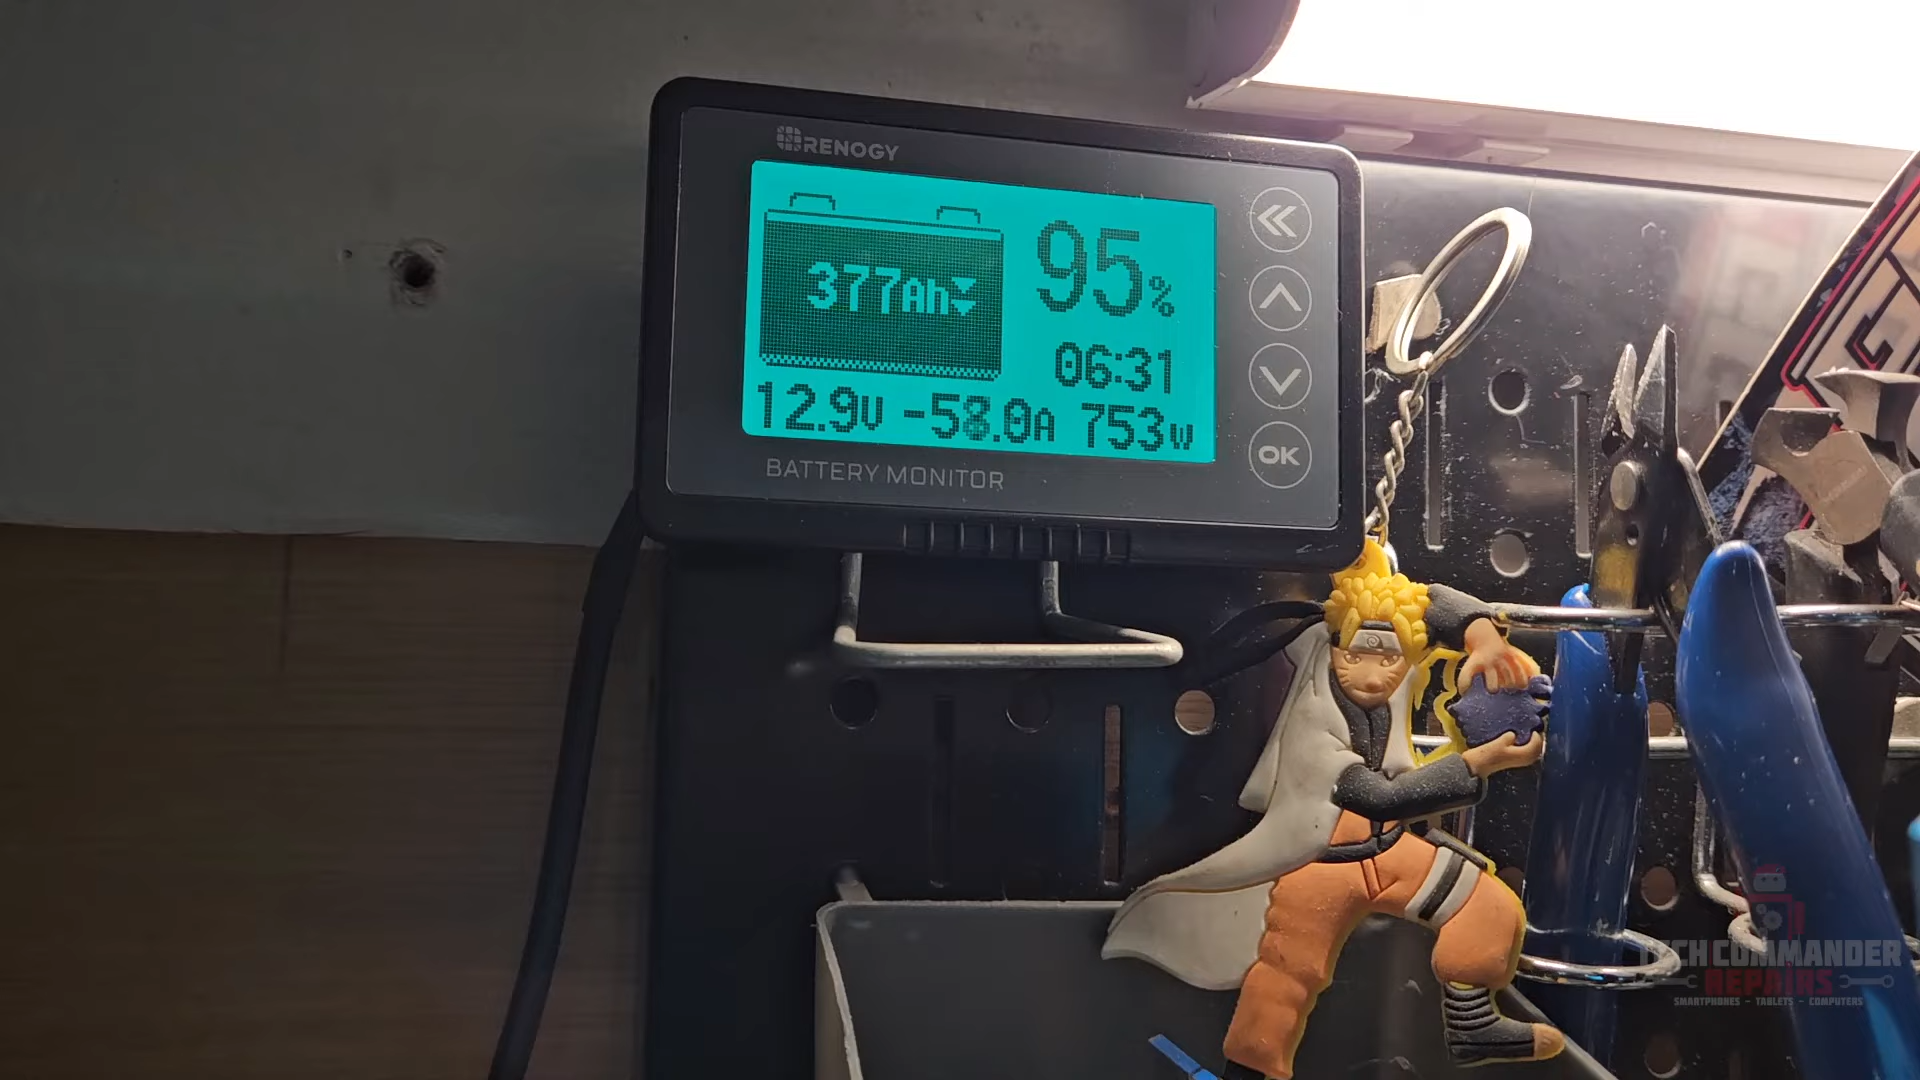 RENOGY
377Ah
95%
06:31
12.9V -58.0A 753W
BATTERY MONITOR
OK
TECH COMMANDER
REPAIRS
SMARTPHONES - TABLETS - COMPUTERS